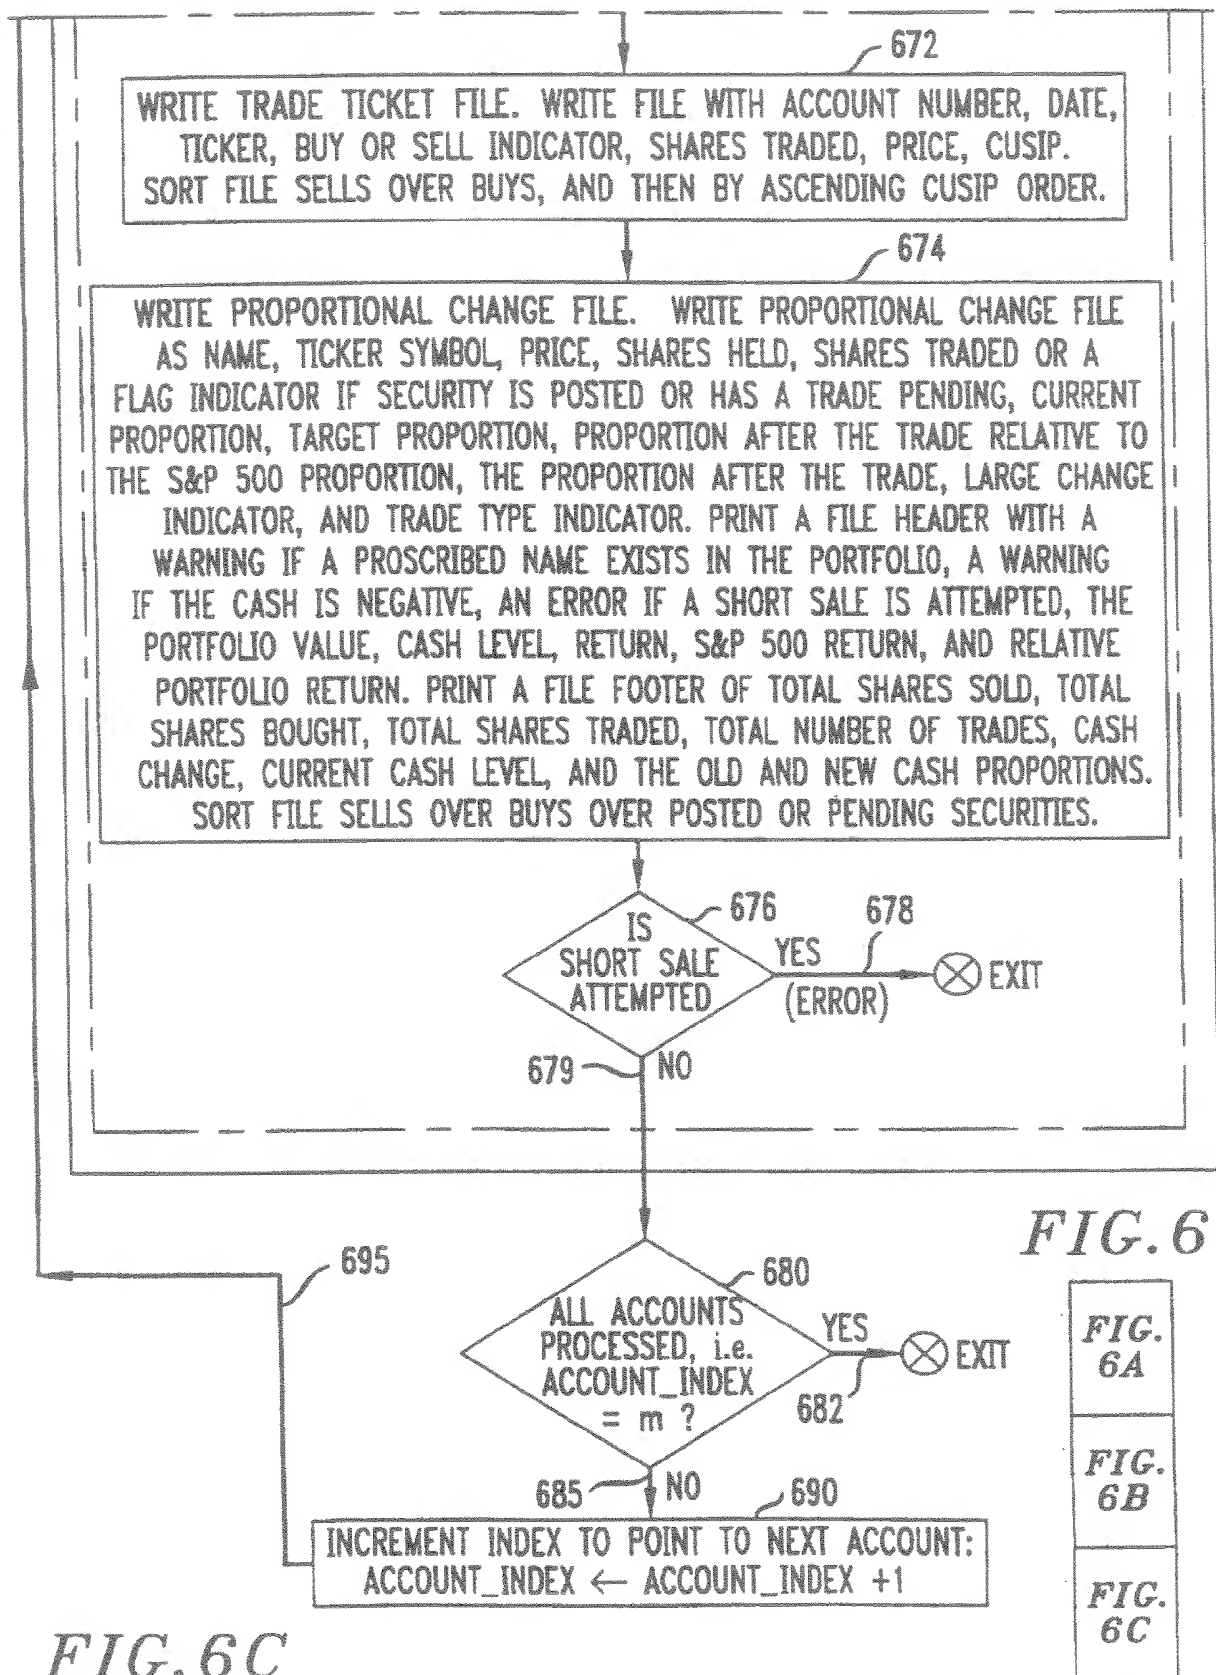 672
WRITE TRADE TICKET FILE. WRITE FILE WITH ACCOUNT NUMBER, DATE,
TICKER, BUY OR SELL INDICATOR, SHARES TRADED, PRICE, CUSIP.
SORT FILE SELLS OVER BUYS, AND THEN BY ASCENDING CUSIP ORDER.
674
WRITE PROPORTIONAL CHANGE FILE. WRITE PROPORTIONAL CHANGE FILE
AS NAME, TICKER SYMBOL, PRICE, SHARES HELD, SHARES TRADED OR A
FLAG INDICATOR IF SECURITY IS POSTED OR HAS A TRADE PENDING, CURRENT
PROPORTION, TARGET PROPORTION, PROPORTION AFTER THE TRADE RELATIVE TO
THE S&P 500 PROPORTION, THE PROPORTION AFTER THE TRADE, LARGE CHANGE
INDICATOR, AND TRADE TYPE INDICATOR. PRINT A FILE HEADER WITH A
WARNING IF A PROSCRIBED NAME EXISTS IN THE PORTFOLIO, A WARNING
IF THE CASH IS NEGATIVE, AN ERROR IF A SHORT SALE IS ATTEMPTED, THE
PORTFOLIO VALUE, CASH LEVEL, RETURN, S&P 500 RETURN, AND RELATIVE
PORTFOLIO RETURN. PRINT A FILE FOOTER OF TOTAL SHARES SOLD, TOTAL
SHARES BOUGHT, TOTAL SHARES TRADED, TOTAL NUMBER OF TRADES, CASH
CHANGE, CURRENT CASH LEVEL, AND THE OLD AND NEW CASH PROPORTIONS.
SORT FILE SELLS OVER BUYS OVER POSTED OR PENDING SECURITIES.
676
678
IS
SHORT SALE
ATTEMPTED
YES
(ERROR)
EXIT
679
NO
FIG.6
695
680
ALL ACCOUNTS
PROCESSED, i.e.
ACCOUNT_INDEX
= m ?
YES
EXIT
682
685
NO
690
INCREMENT INDEX TO POINT TO NEXT ACCOUNT:
ACCOUNT_INDEX ← ACCOUNT_INDEX +1
FIG.
6A
FIG.
6B
FIG.
6C
FIG.6C